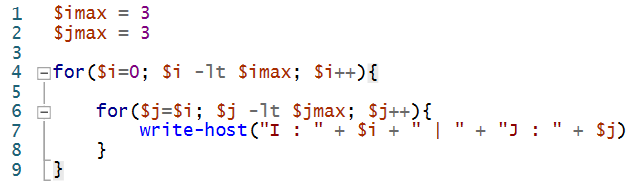 1 $imax = 3
2 $jmax = 3
3
4 for($i=0; $i -lt $imax; $i++){
5
6     for($j=$i; $j -lt $jmax; $j++){
7         write-host("I : " + $i + " | " + "J : " + $j)
8     }
9 }